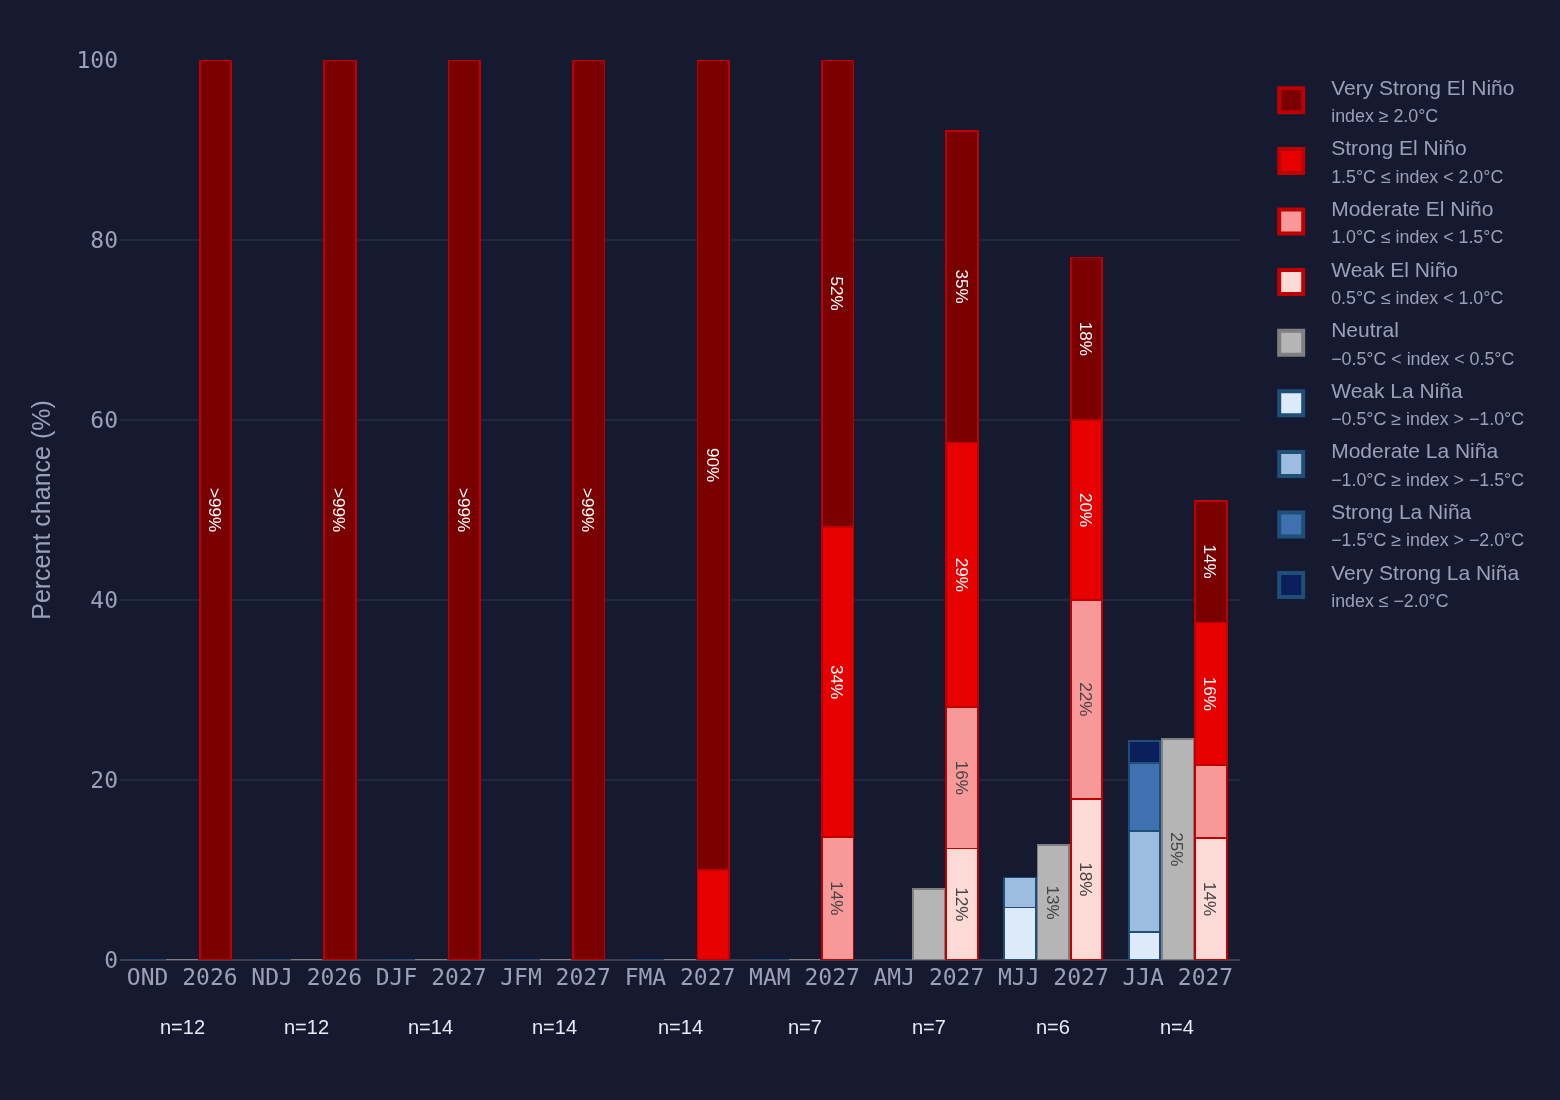 100
80
60
40
20
0
Percent chance (%)
>99%
>99%
>99%
>99%
90%
52%
34%
14%
35%
29%
16%
12%
13%
18%
20%
22%
18%
25%
14%
16%
14%
OND 2026 NDJ 2026 DJF 2027 JFM 2027 FMA 2027 MAM 2027 AMJ 2027 MJJ 2027 JJA 2027
n=12 n=12 n=14 n=14 n=14 n=7 n=7 n=6 n=4
Very Strong El Niño
index ≥ 2.0°C
Strong El Niño
1.5°C ≤ index < 2.0°C
Moderate El Niño
1.0°C ≤ index < 1.5°C
Weak El Niño
0.5°C ≤ index < 1.0°C
Neutral
−0.5°C < index < 0.5°C
Weak La Niña
−0.5°C ≥ index > −1.0°C
Moderate La Niña
−1.0°C ≥ index > −1.5°C
Strong La Niña
−1.5°C ≥ index > −2.0°C
Very Strong La Niña
index ≤ −2.0°C